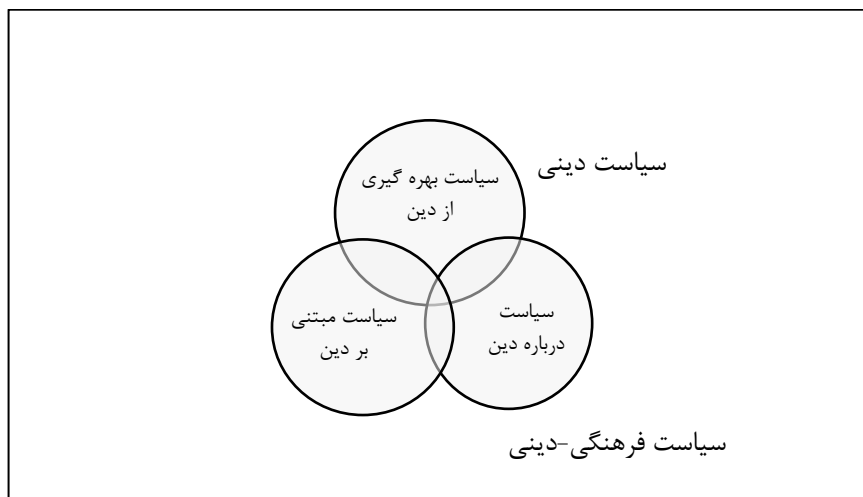 سیاست دینی
سیاست بهره گیری
از دین
سیاست مبتنی
بر دین
سیاست
درباره دین
سیاست فرهنگی-دینی